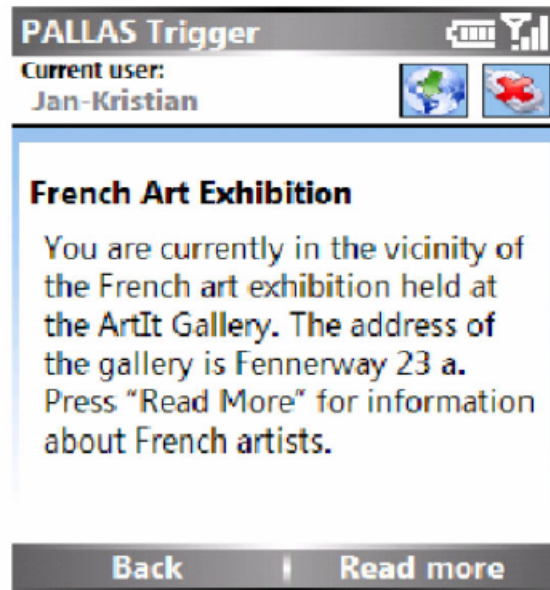 PALLAS Trigger
Current user:
Jan-Kristian
French Art Exhibition
You are currently in the vicinity of
the French art exhibition held at
the ArtIt Gallery. The address of
the gallery is Fennerway 23 a.
Press “Read More” for information
about French artists.
Back
Read more